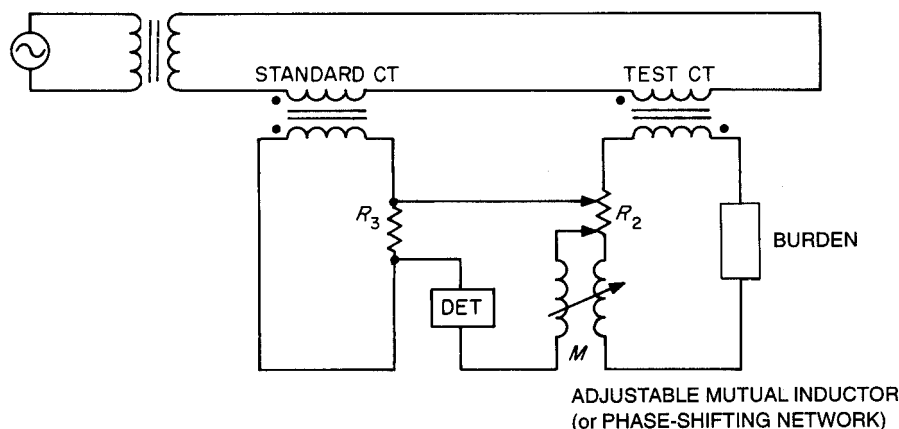 STANDARD CT
TEST CT
R3
R2
BURDEN
DET
M
ADJUSTABLE MUTUAL INDUCTOR
(or PHASE-SHIFTING NETWORK)